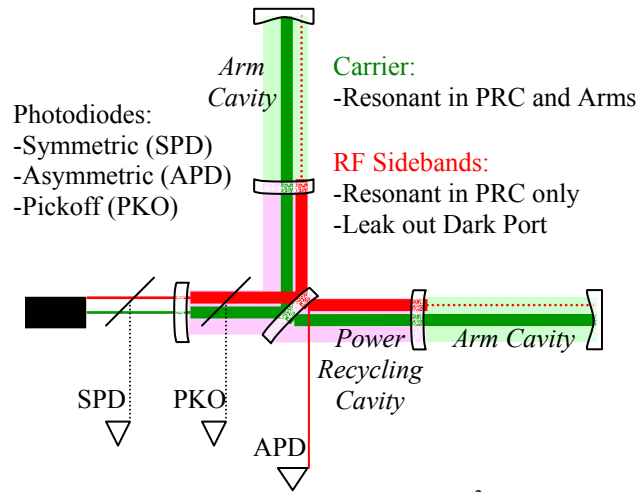 Arm
Cavity
Carrier:
-Resonant in PRC and Arms
Photodiodes:
-Symmetric (SPD)
-Asymmetric (APD)
-Pickoff (PKO)
RF Sidebands:
-Resonant in PRC only
-Leak out Dark Port
Power
Recycling
Cavity
Arm Cavity
SPD
PKO
APD